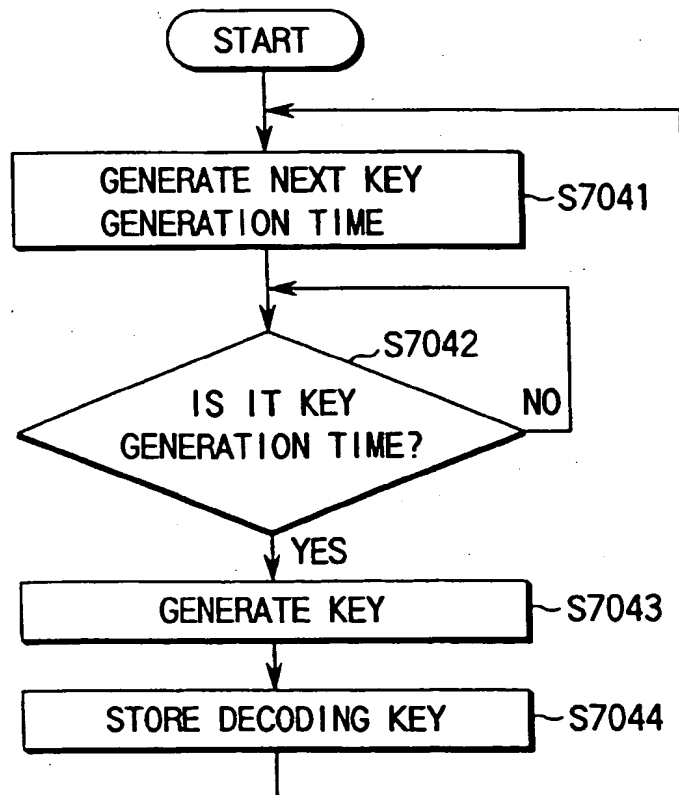 START
GENERATE NEXT KEY
GENERATION TIME
S7041
S7042
IS IT KEY
GENERATION TIME?
NO
YES
GENERATE KEY
S7043
STORE DECODING KEY
S7044